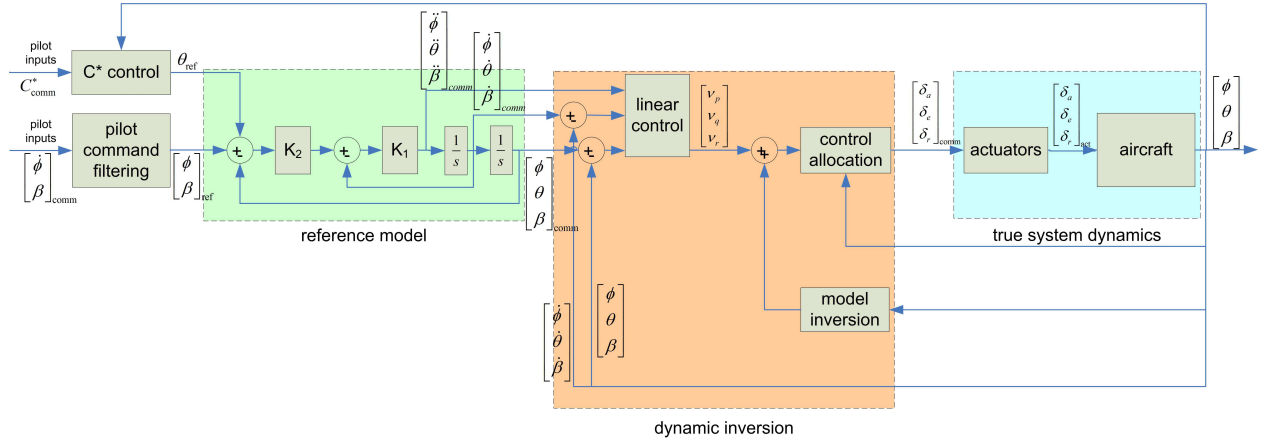 pilot
inputs
C*comm
C* control
θref
pilot
inputs
[ϕ̇
β]comm
pilot
command
filtering
[ϕ
β]ref
+-
K2
+-
K1
1
s
1
s
reference model
[ϕ̈
θ̈
β̈]comm
[ϕ̇
θ̇
β̇]comm
[ϕ
θ
β]comm
+-
+-
linear
control
[νp
νq
νr]
++
control
allocation
model
inversion
[ϕ̇
θ̇
β̇]
[ϕ
θ
β]
dynamic inversion
[δa
δe
δr]comm
actuators
[δa
δe
δr]act
aircraft
true system dynamics
[ϕ
θ
β]